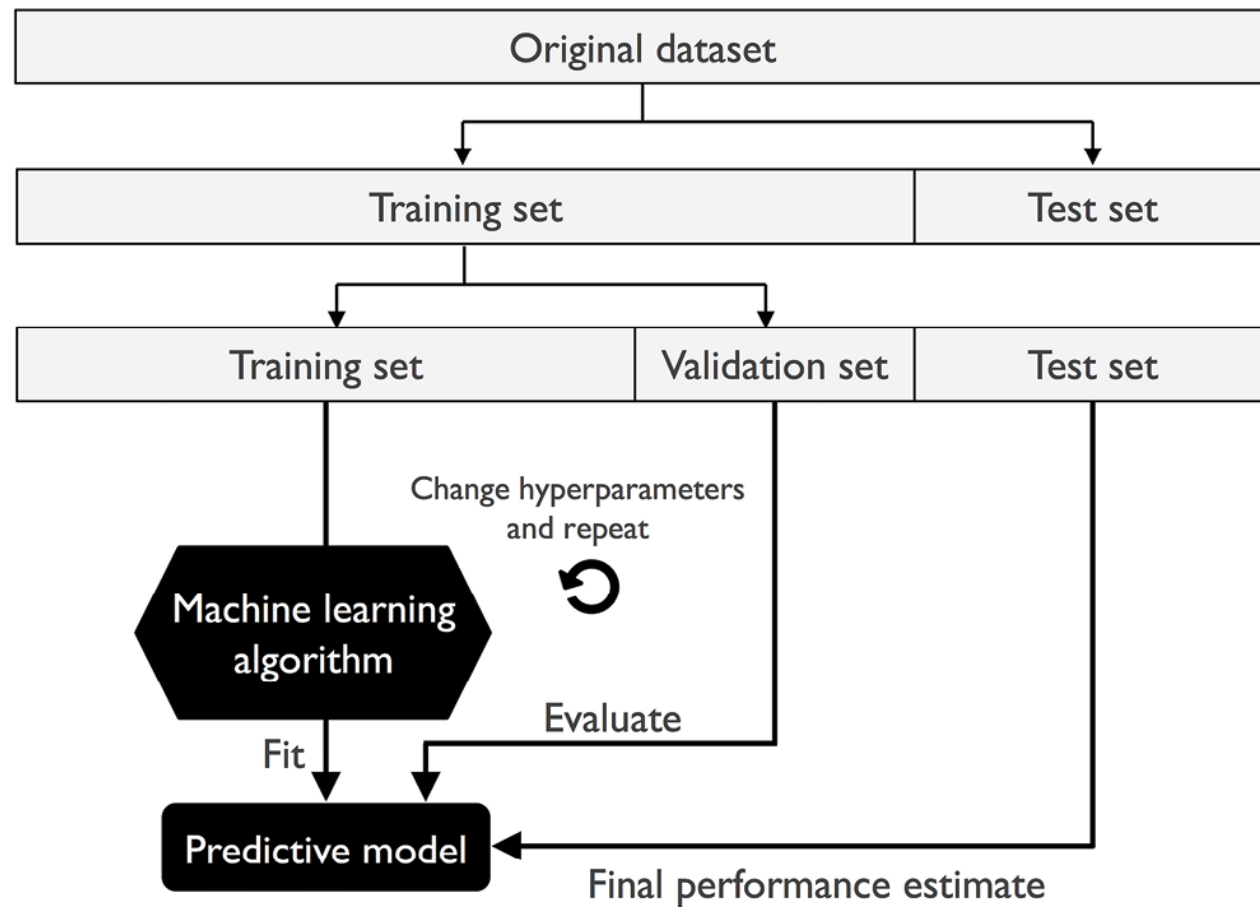 Original dataset
Training set
Test set
Training set
Validation set
Test set
Change hyperparameters
and repeat
Machine learning
algorithm
Evaluate
Fit
Predictive model
Final performance estimate